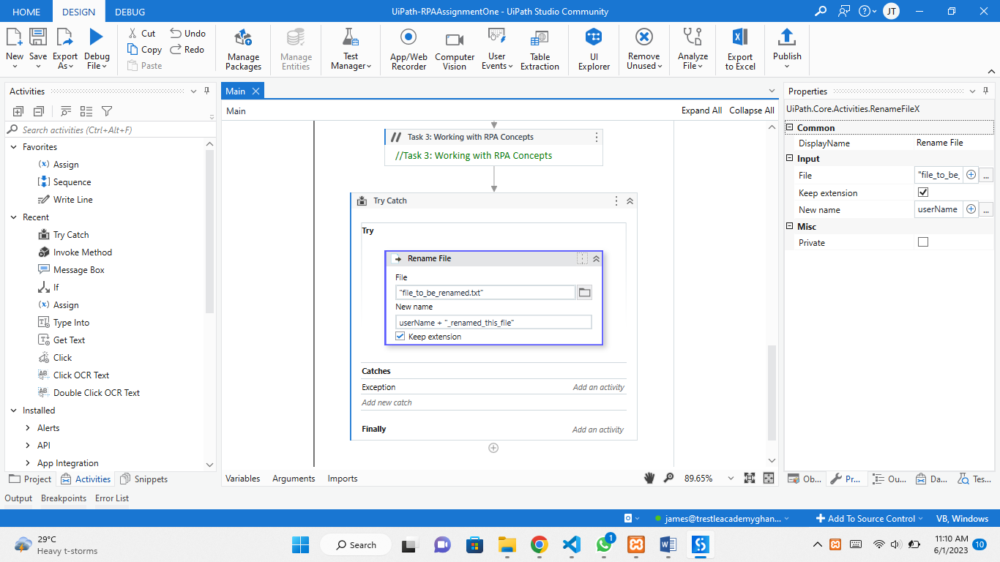 HOME DESIGN DEBUG UiPath-RPAAssignmentOne - UiPath Studio Community JT
New Save Export As Debug File
Cut Copy Paste Undo Redo
Manage Packages
Manage Entities
Test Manager
App/Web Recorder
Computer Vision
User Events
Table Extraction
UI Explorer
Remove Unused
Analyze File
Export to Excel
Publish
Activities
Search activities (Ctrl+Alt+F)
Favorites
Assign
Sequence
Write Line
Recent
Try Catch
Invoke Method
Message Box
If
Assign
Type Into
Get Text
Click
Click OCR Text
Double Click OCR Text
Installed
Alerts
API
App Integration
Project Activities Snippets
Main
Main Expand All Collapse All
Task 3: Working with RPA Concepts
//Task 3: Working with RPA Concepts
Try Catch
Try
Rename File
File
"file_to_be_renamed.txt"
New name
userName + "_renamed_this_file"
Keep extension
Catches
Exception Add an activity
Add new catch
Finally Add an activity
Variables Arguments Imports 89.65%
Properties
UiPath.Core.Activities.RenameFileX
Common
DisplayName Rename File
Input
File "file_to_be_ ...
Keep extension
New name userName ...
Misc
Private
Ob... Pr... Ou... Da... Tes...
Output Breakpoints Error List
james@trestleacademyghan... Add To Source Control VB, Windows
29°C
Heavy t-storms
Search
1
11:10 AM
6/1/2023
10